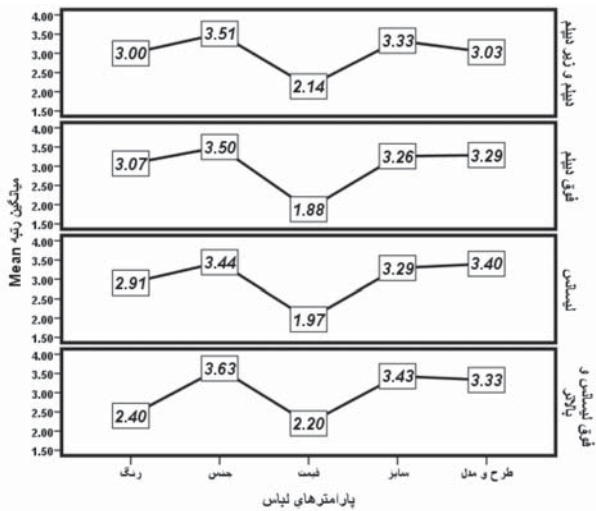 4.00
3.50
3.00
2.50
2.00
1.50
3.00 3.51 2.14 3.33 3.03
دیپلم و زیر دیپلم
4.00
3.50
3.00
2.50
2.00
1.50
3.07 3.50 1.88 3.26 3.29
فوق دیپلم
4.00
3.50
3.00
2.50
2.00
1.50
2.91 3.44 1.97 3.29 3.40
لیسانس
4.00
3.50
3.00
2.50
2.00
1.50
2.40 3.63 2.20 3.43 3.33
فوق لیسانس و
بالاتر
میانگین رتبه Mean
رنگ جنس قیمت سایز طرح و مدل
پارامترهای لباس